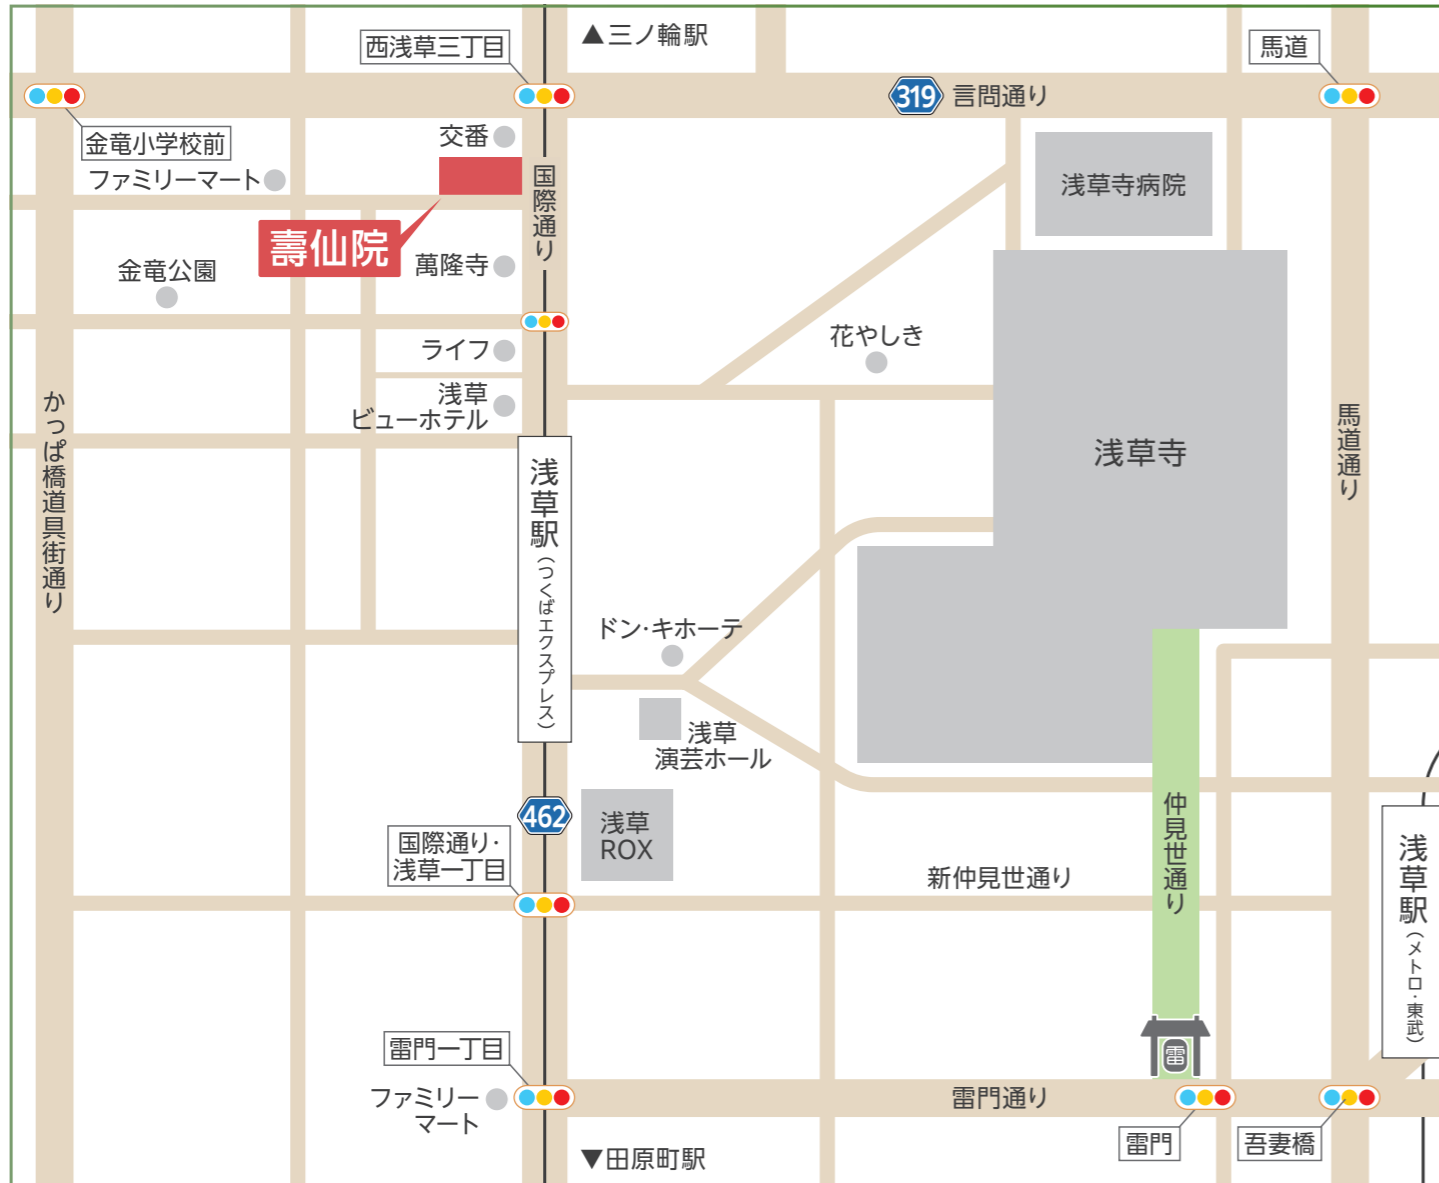 ▲三ノ輪駅
西浅草三丁目
馬道
319 言問通り
金竜小学校前
交番
ファミリーマート
国際通り
浅草寺病院
壽仙院
萬隆寺
金竜公園
花やしき
ライフ
浅草
ビューホテル
かっぱ橋道具街通り
浅草寺
馬道通り
浅草駅（つくばエクスプレス）
ドン・キホーテ
浅草
演芸ホール
462
浅草
ROX
国際通り・
浅草一丁目
新仲見世通り
仲見世通り
浅草駅（メトロ・東武）
雷
雷門一丁目
ファミリー
マート
雷門通り
雷門
吾妻橋
▼田原町駅